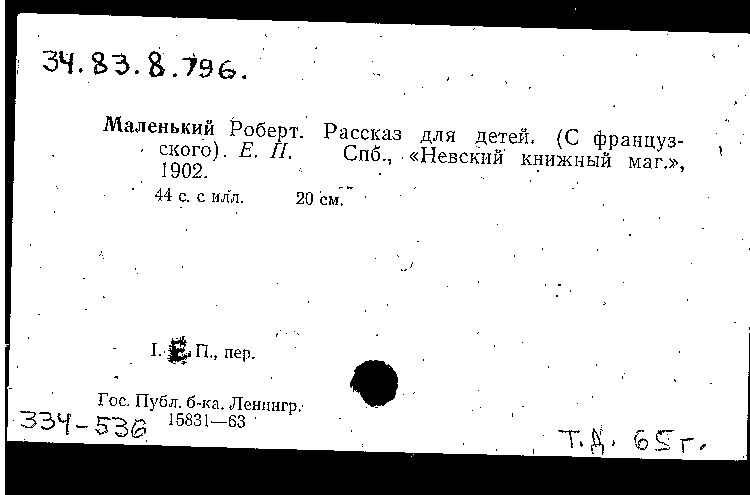 34.83.8.796.
Маленький Роберт. Рассказ для детей. (С француз-
ского). Е. П. Спб., «Невский книжный маг.»,
1902.
44 с. с илл. 20 см.
I. Е. П., пер.
Гос. Публ. б-ка. Ленингр.
15831—63
334-536
Т.Д. 65г.